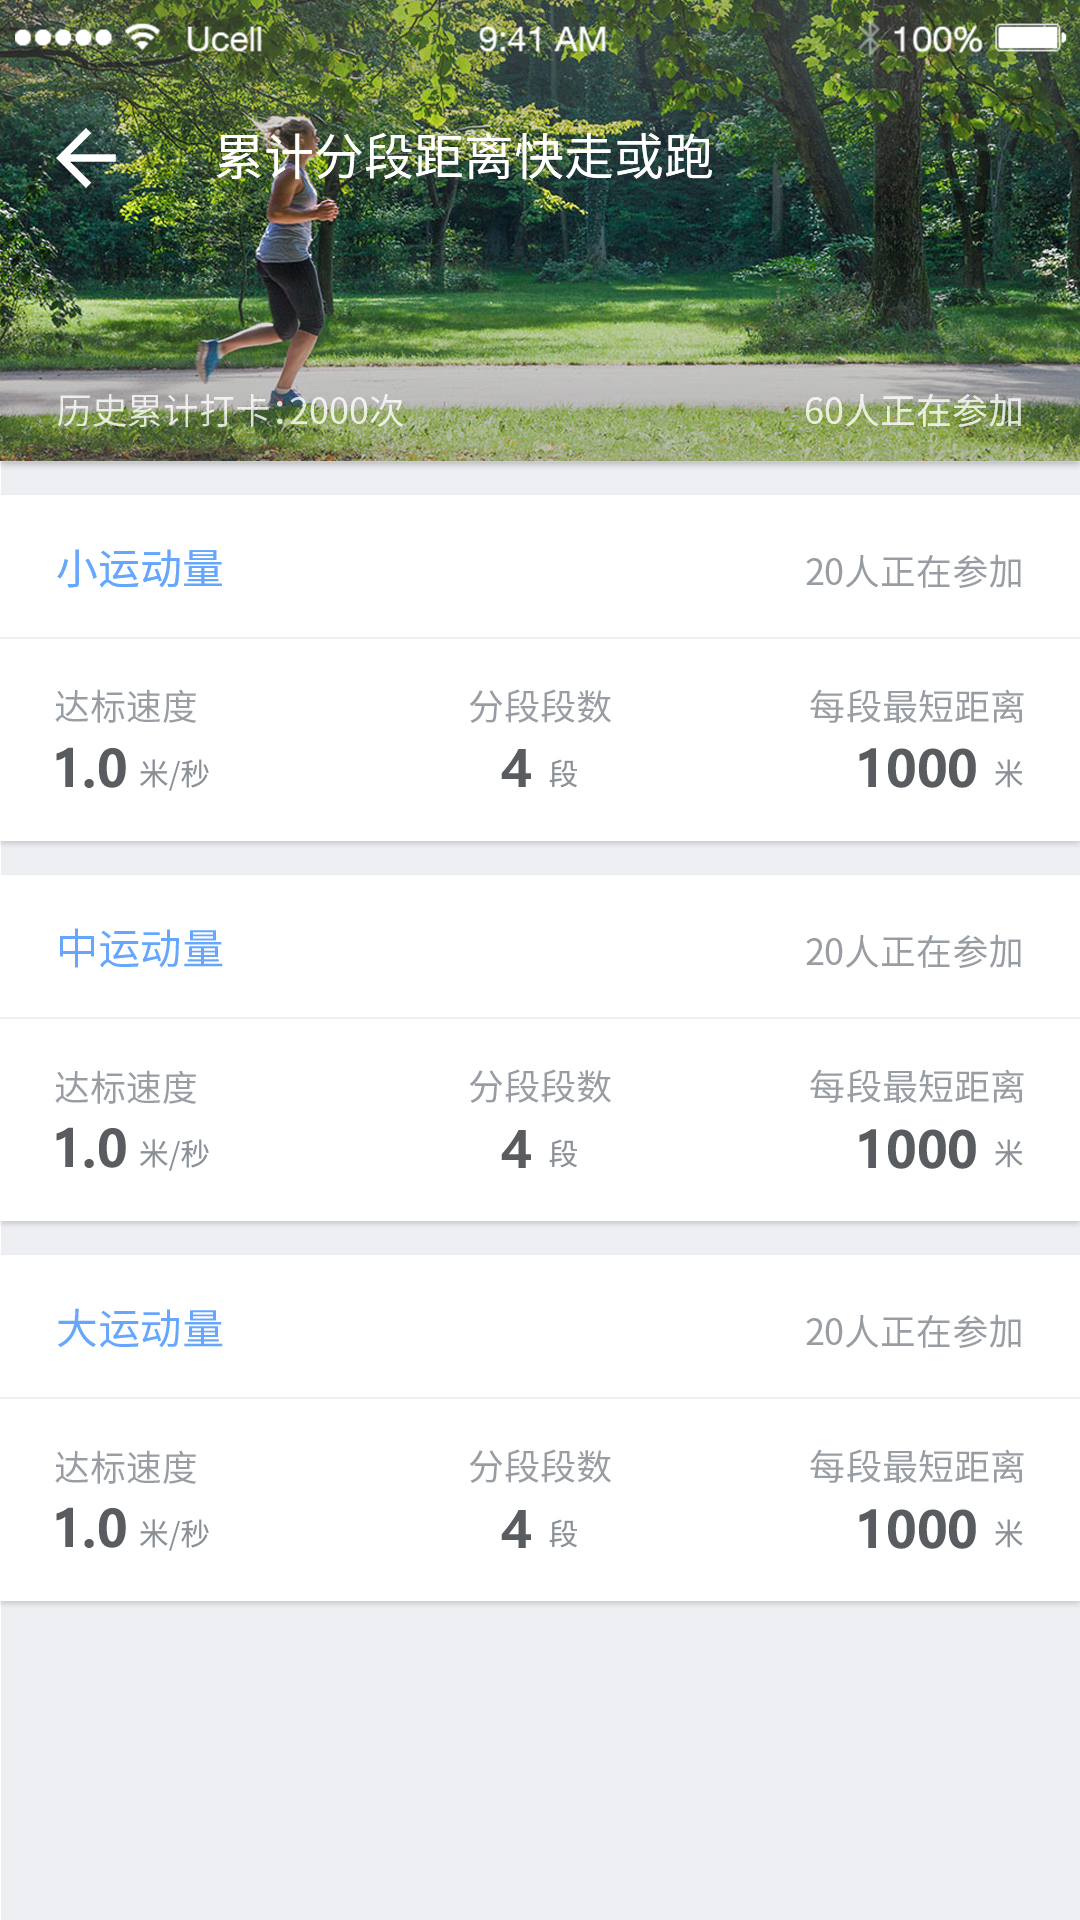 Ucell 9:41 AM 100%
累计分段距离快走或跑
历史累计打卡:2000次 60人正在参加
小运动量 20人正在参加
达标速度 分段段数 每段最短距离
1.0 米/秒 4 段 1000 米
中运动量 20人正在参加
达标速度 分段段数 每段最短距离
1.0 米/秒 4 段 1000 米
大运动量 20人正在参加
达标速度 分段段数 每段最短距离
1.0 米/秒 4 段 1000 米